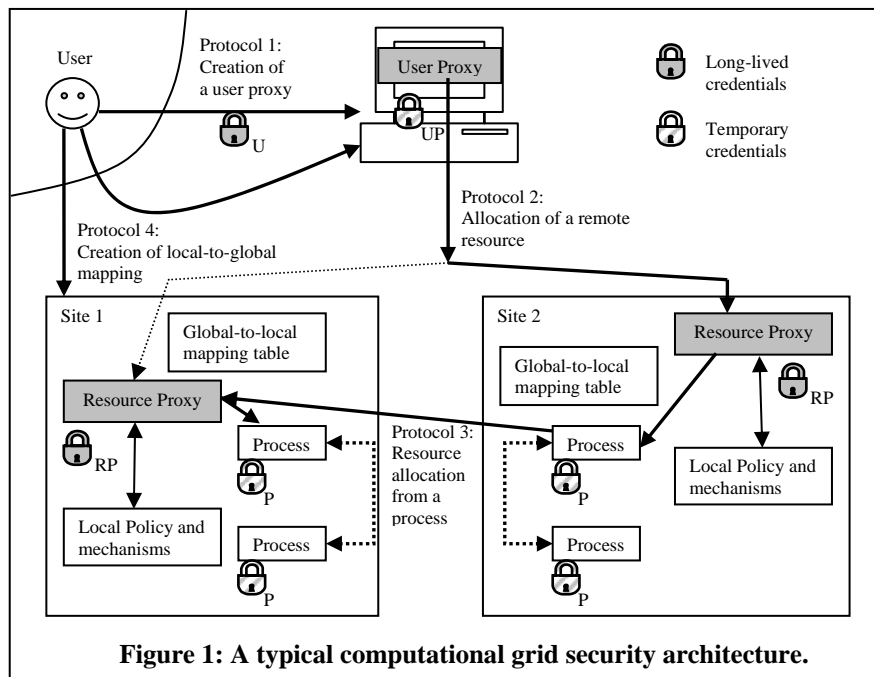 User
Protocol 1:
Creation of
a user proxy
U
User Proxy
UP
Long-lived
credentials
Temporary
credentials
Protocol 2:
Allocation of a remote
resource
Protocol 4:
Creation of local-to-global
mapping
Site 1
Global-to-local
mapping table
Resource Proxy
RP
Process
P
Local Policy and
mechanisms
Process
P
Protocol 3:
Resource
allocation
from a
process
Site 2
Resource Proxy
Global-to-local
mapping table
RP
Process
P
Local Policy and
mechanisms
Process
P
Figure 1: A typical computational grid security architecture.